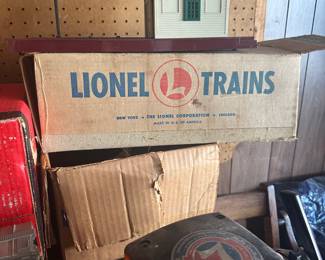 LIONEL L TRAINS
NEW YORK • THE LIONEL CORPORATION • CHICAGO
MADE IN U.S. OF AMERICA